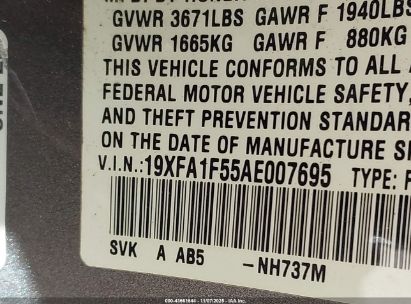 GVWR 3671LBS GAWR F 1940LBS
GVWR 1665KG GAWR F 880KG
THIS VEHICLE CONFORMS TO ALL A
FEDERAL MOTOR VEHICLE SAFETY,
AND THEFT PREVENTION STANDAR
ON THE DATE OF MANUFACTURE S
V.I.N.:19XFA1F55AE007695 TYPE:
SVK A AB5 -NH737M